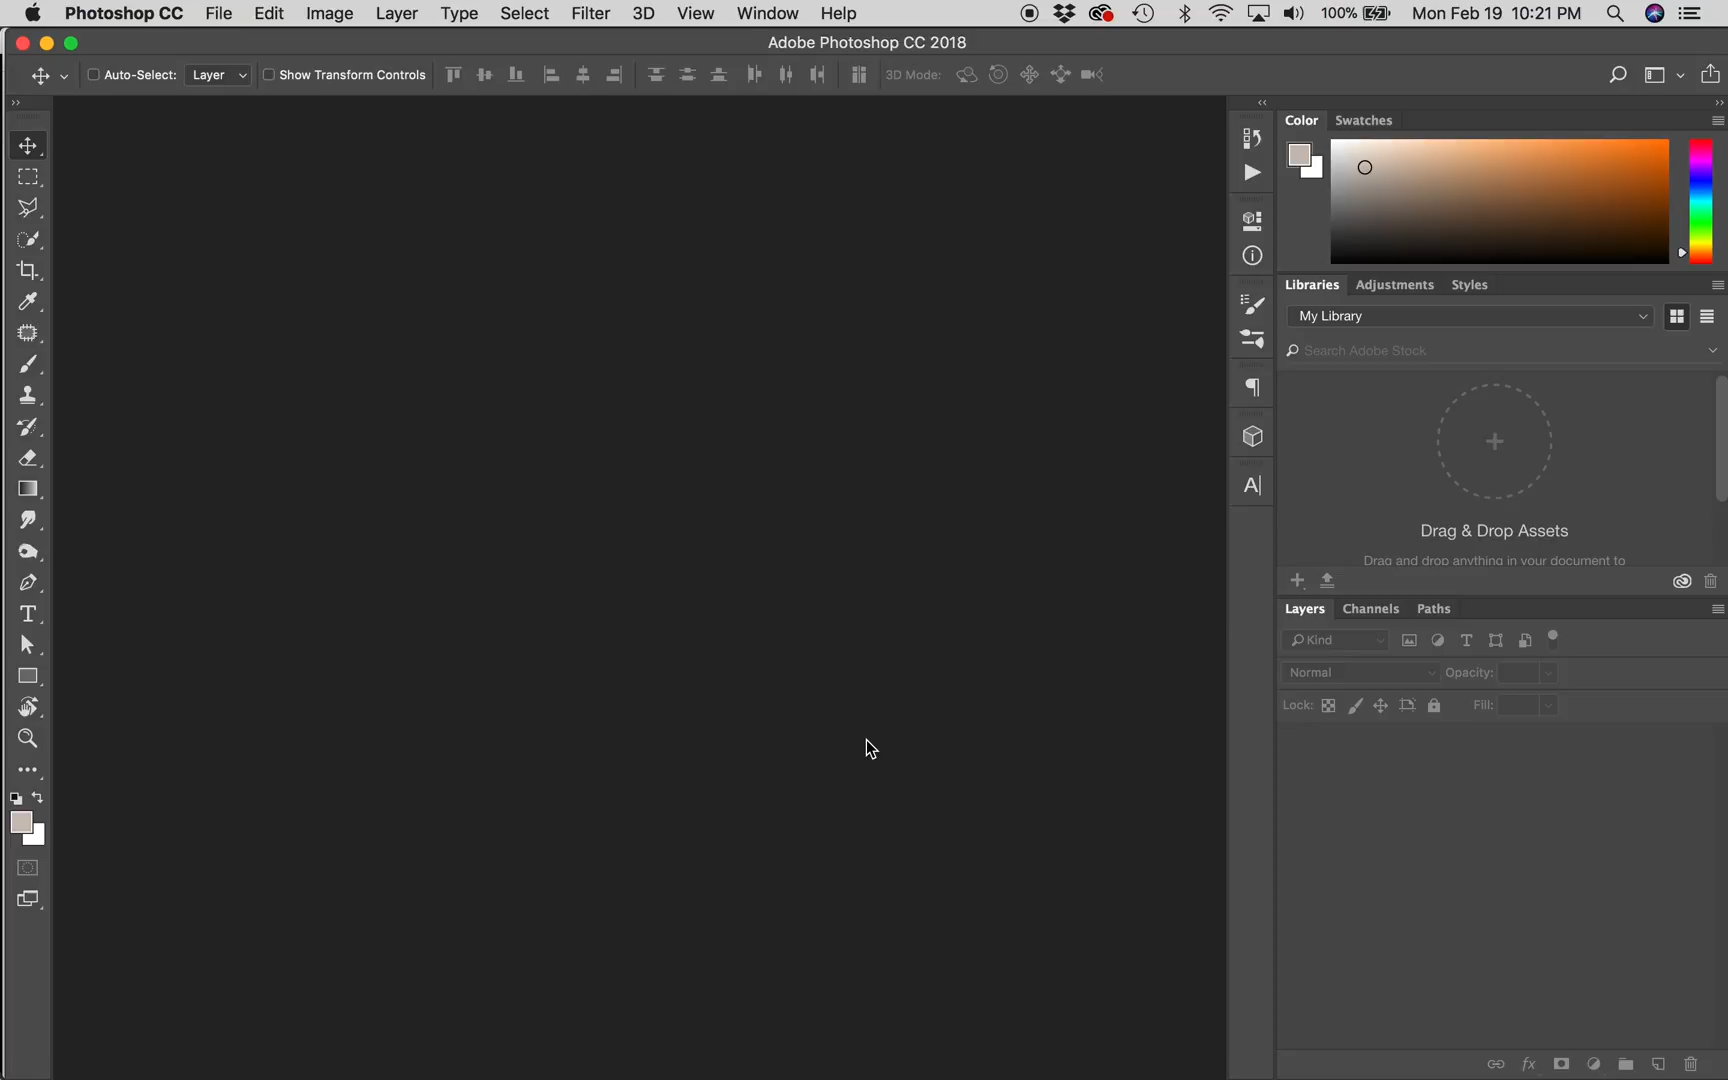 Photoshop CC File Edit Image Layer Type Select Filter 3D View Window Help 100% Mon Feb 19 10:21 PM
Adobe Photoshop CC 2018
Auto-Select: Layer Show Transform Controls 3D Mode:
Color Swatches
Libraries Adjustments Styles
My Library
Search Adobe Stock
Drag & Drop Assets
Drag and drop anything in your document to
Layers Channels Paths
Kind
Normal Opacity:
Lock: Fill: